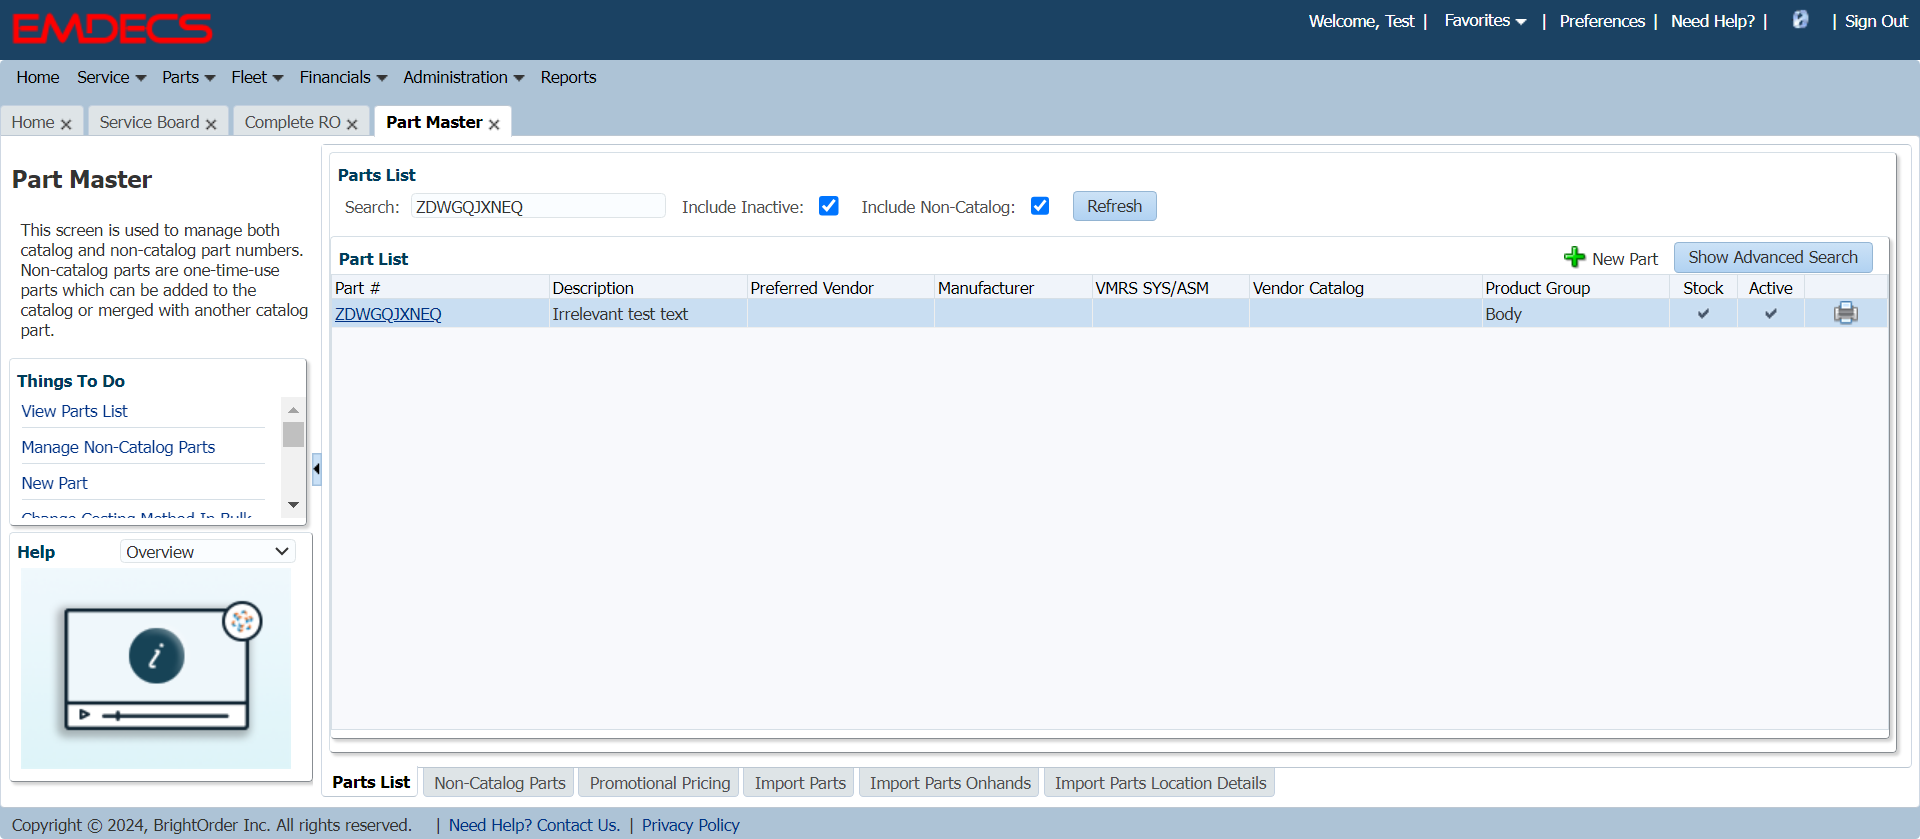 EMDECS
Welcome, Test | Favorites | Preferences | Need Help? | | Sign Out
Home Service Parts Fleet Financials Administration Reports
Home Service Board Complete RO Part Master
Part Master
This screen is used to manage both
catalog and non-catalog part numbers.
Non-catalog parts are one-time-use
parts which can be added to the
catalog or merged with another catalog
part.
Things To Do
View Parts List
Manage Non-Catalog Parts
New Part
Change Costing Method In Bulk
Help Overview
i
Parts List
Search: ZDWGQJXNEQ Include Inactive: Include Non-Catalog: Refresh
Part List New Part Show Advanced Search
Part # Description Preferred Vendor Manufacturer VMRS SYS/ASM Vendor Catalog Product Group Stock Active
ZDWGQJXNEQ Irrelevant test text Body
Parts List Non-Catalog Parts Promotional Pricing Import Parts Import Parts Onhands Import Parts Location Details
Copyright © 2024, BrightOrder Inc. All rights reserved. | Need Help? Contact Us. | Privacy Policy